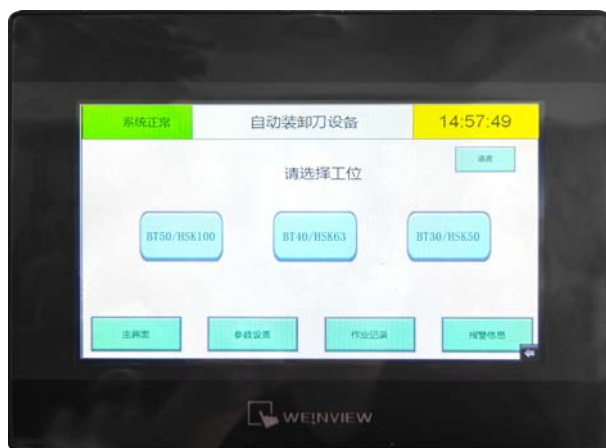 系统正常
自动装卸刀设备
14:57:49
语言
请选择工位
BT50/HSK100
BT40/HSK63
BT30/HSK50
主界面
参数设置
作业记录
报警信息
WEINVIEW